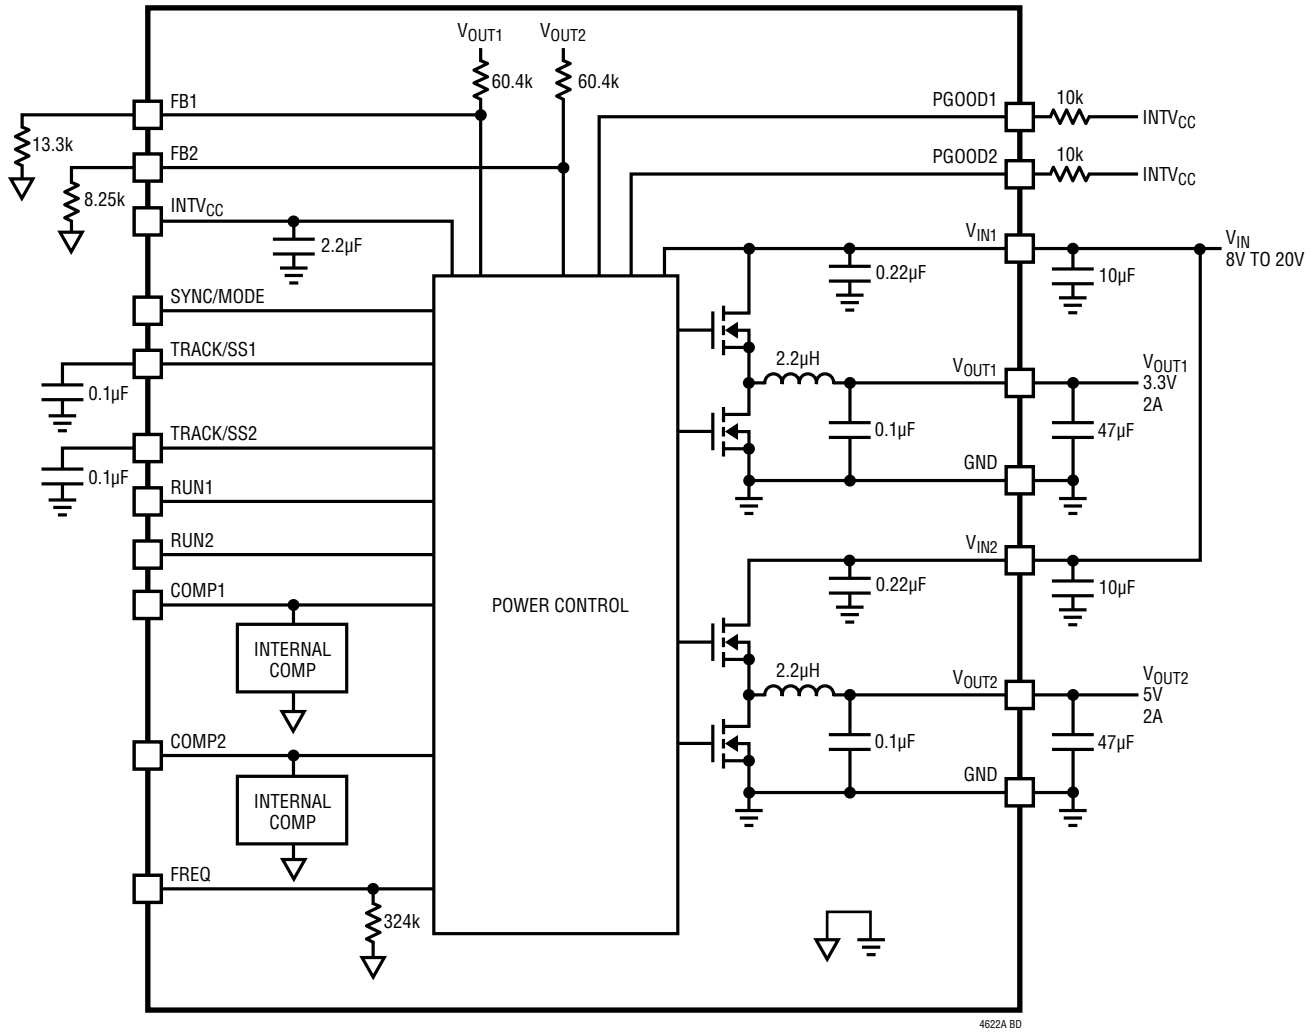 VOUT1
VOUT2
60.4k
60.4k
FB1
13.3k
FB2
8.25k
INTVCC
2.2µF
SYNC/MODE
TRACK/SS1
0.1µF
TRACK/SS2
0.1µF
RUN1
RUN2
COMP1
INTERNAL
COMP
COMP2
INTERNAL
COMP
FREQ
324k
POWER CONTROL
PGOOD1
10k
INTVCC
PGOOD2
10k
INTVCC
VIN1
0.22µF
10µF
VIN
8V TO 20V
2.2µH
VOUT1
0.1µF
47µF
VOUT1
3.3V
2A
GND
VIN2
0.22µF
10µF
2.2µH
VOUT2
0.1µF
47µF
VOUT2
5V
2A
GND
4622A BD